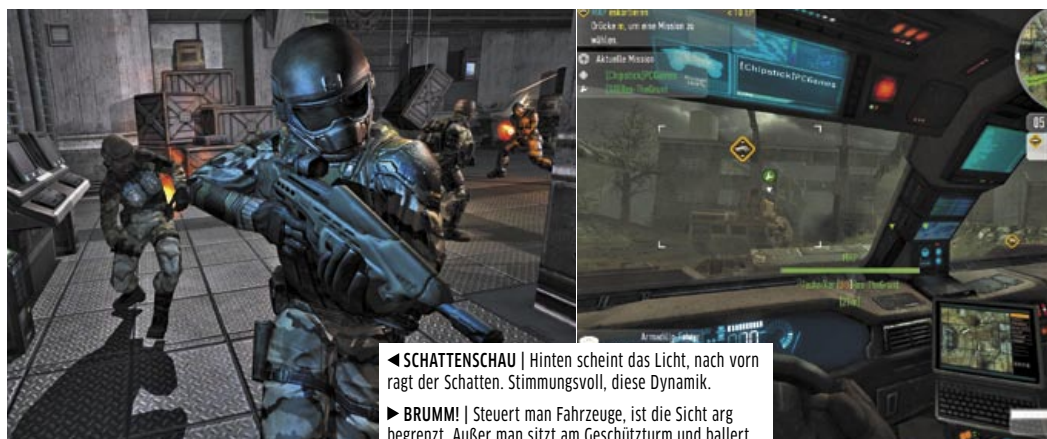 Drücke m, um eine Mission zu
wählen.
Aktuelle Mission
[Chipstick]PCGames
[Chipstick]PCGames
05
◄ SCHATTENSCHAU | Hinten scheint das Licht, nach vorn
ragt der Schatten. Stimmungsvoll, diese Dynamik.
► BRUMM! | Steuert man Fahrzeuge, ist die Sicht arg
begrenzt. Außer man sitzt am Geschützturm und ballert.